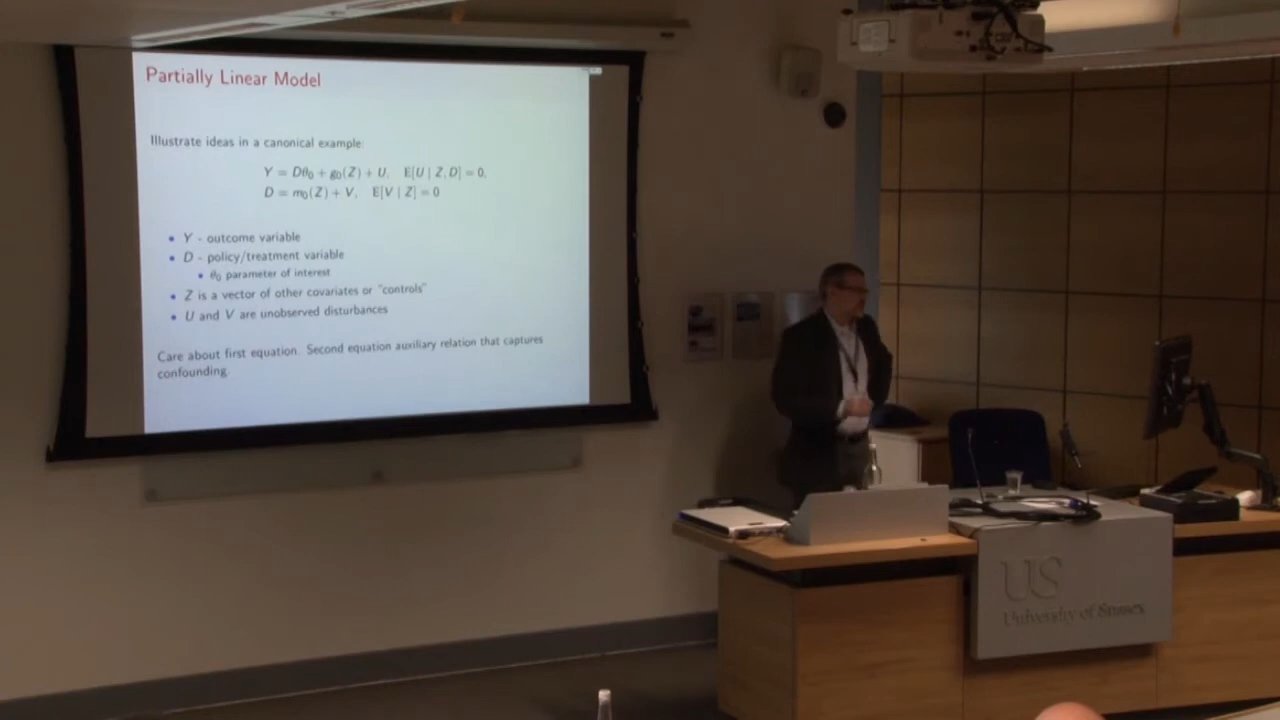 Partially Linear Model
Illustrate ideas in a canonical example:
Y = Dθ₀ + g₀(Z) + U,   E[U | Z, D] = 0,
D = m₀(Z) + V,   E[V | Z] = 0
• Y - outcome variable
• D - policy/treatment variable
• θ₀ parameter of interest
• Z is a vector of other covariates or "controls"
• U and V are unobserved disturbances
Care about first equation. Second equation auxiliary relation that captures
confounding.
US
University of Sussex